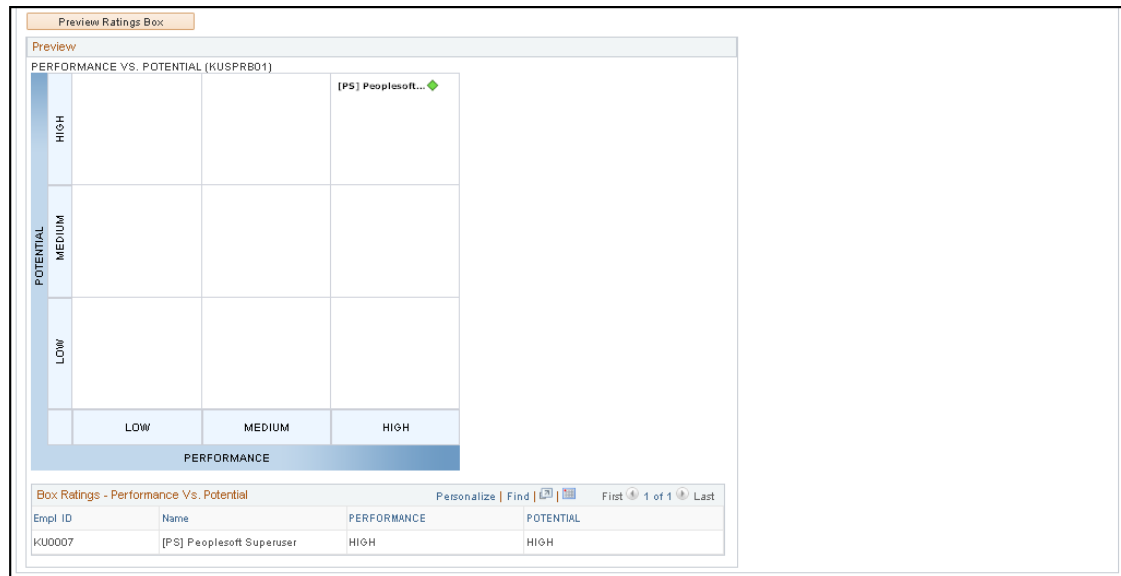 Preview Ratings Box
Preview
PERFORMANCE VS. POTENTIAL (KUSPRB01)
[PS] Peoplesoft...
HIGH
MEDIUM
POTENTIAL
LOW
LOW MEDIUM HIGH
PERFORMANCE
Box Ratings - Performance Vs. Potential Personalize | Find | | First 1 of 1 Last
Empl ID Name PERFORMANCE POTENTIAL
KU0007 [PS] Peoplesoft Superuser HIGH HIGH